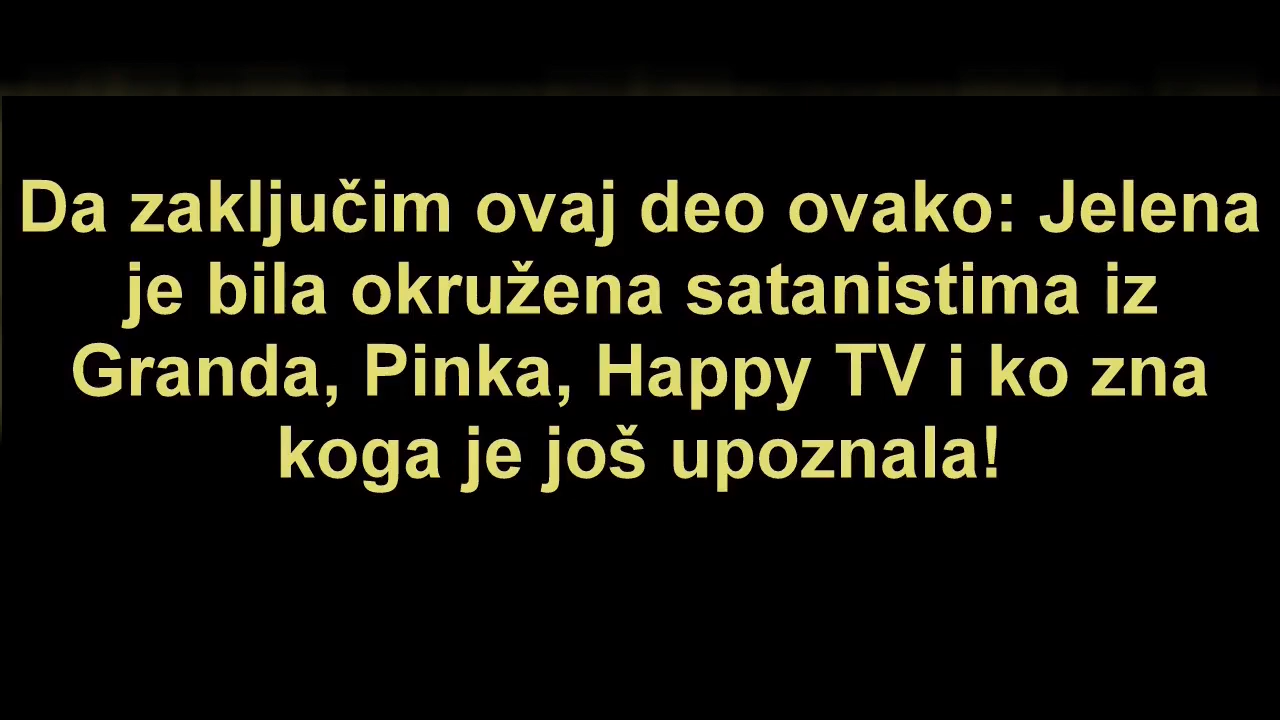 Da zaključim ovaj deo ovako: Jelena
je bila okružena satanistima iz
Granda, Pinka, Happy TV i ko zna
koga je još upoznala!